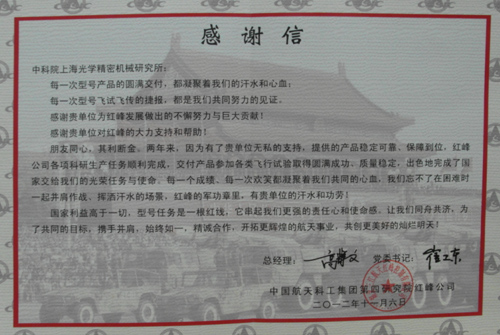 感谢信
中科院上海光学精密机械研究所：
每一次型号产品的圆满交付，都凝聚着我们的汗水和心血；
每一次型号飞试飞传的捷报，都是我们共同努力的见证。
感谢贵单位对红峰发展做出的不懈努力与巨大贡献！
感谢贵单位对红峰的大力支持和帮助！
朋友同心，其利断金。两年来，因为有了贵单位无私的支持，提供的产品稳定可靠、保障到位，红峰
公司各项科研生产任务顺利完成，交付产品参加各类飞行试验取得圆满成功、质量稳定，出色地完成了国
家交给我们的光荣任务与使命。每一个成绩、每一次欢笑都凝聚我们共同的心血，我们忘不了在困难时
一起并肩作战，挥洒汗水的场景，红峰的军功章里，有贵单位的汗水和功劳！
国家利益高于一切，型号任务是一根红线，它串起我们更强的责任心和使命感。让我们同舟共济，为
了共同的目标，携手并肩，始终如一，精诚合作，开拓更辉煌的航天事业，共创更美好的灿烂明天！
总经理： 党委书记：
中国航天科工集团第四研究院红峰公司
二〇一二年十一月六日